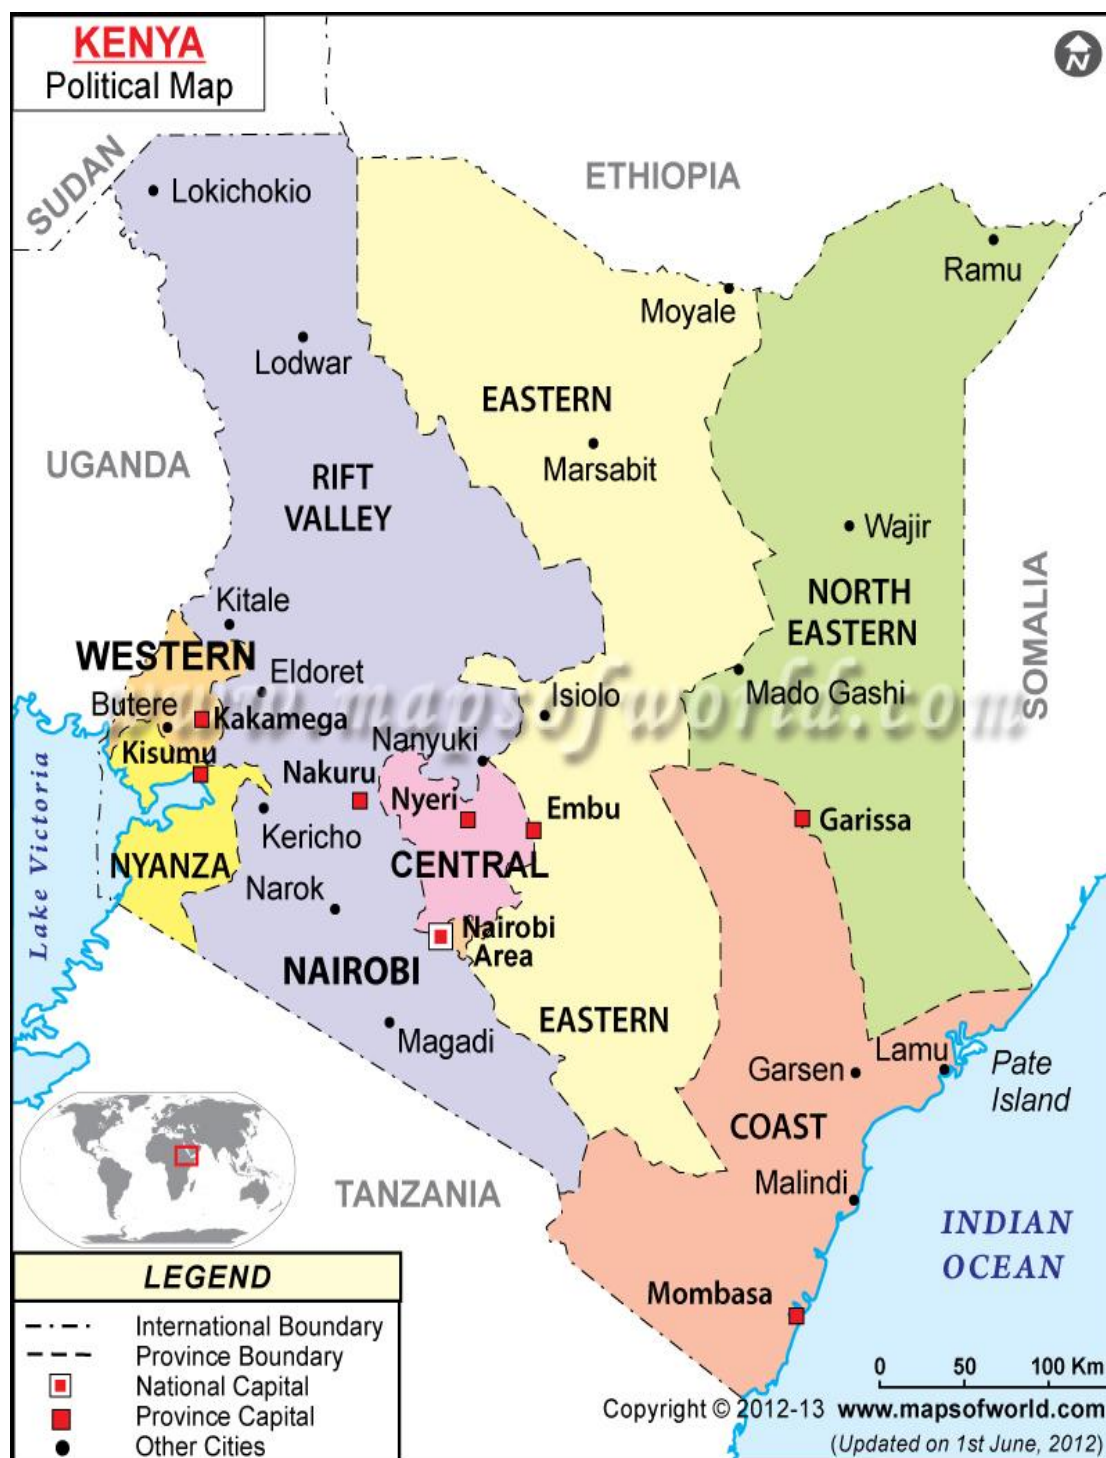 KENYA
Political Map
N
SUDAN
ETHIOPIA
Lokichokio
Ramu
Moyale
Lodwar
EASTERN
Marsabit
UGANDA
RIFT
VALLEY
Wajir
SOMALIA
NORTH
EASTERN
Kitale
WESTERN
Eldoret
Isiolo
Mado Gashi
www.mapsofworld.com
Butere
Kakamega
Kisumu
Nanyuki
Nakuru
Nyeri
Embu
Garissa
Kericho
Lake Victoria
NYANZA
CENTRAL
Narok
Nairobi
Area
NAIROBI
EASTERN
Magadi
Garsen
Lamu
Pate
Island
COAST
Malindi
TANZANIA
INDIAN
OCEAN
Mombasa
LEGEND
International Boundary
Province Boundary
National Capital
Province Capital
Other Cities
0 50 100 Km
Copyright © 2012-13 www.mapsofworld.com
(Updated on 1st June, 2012)